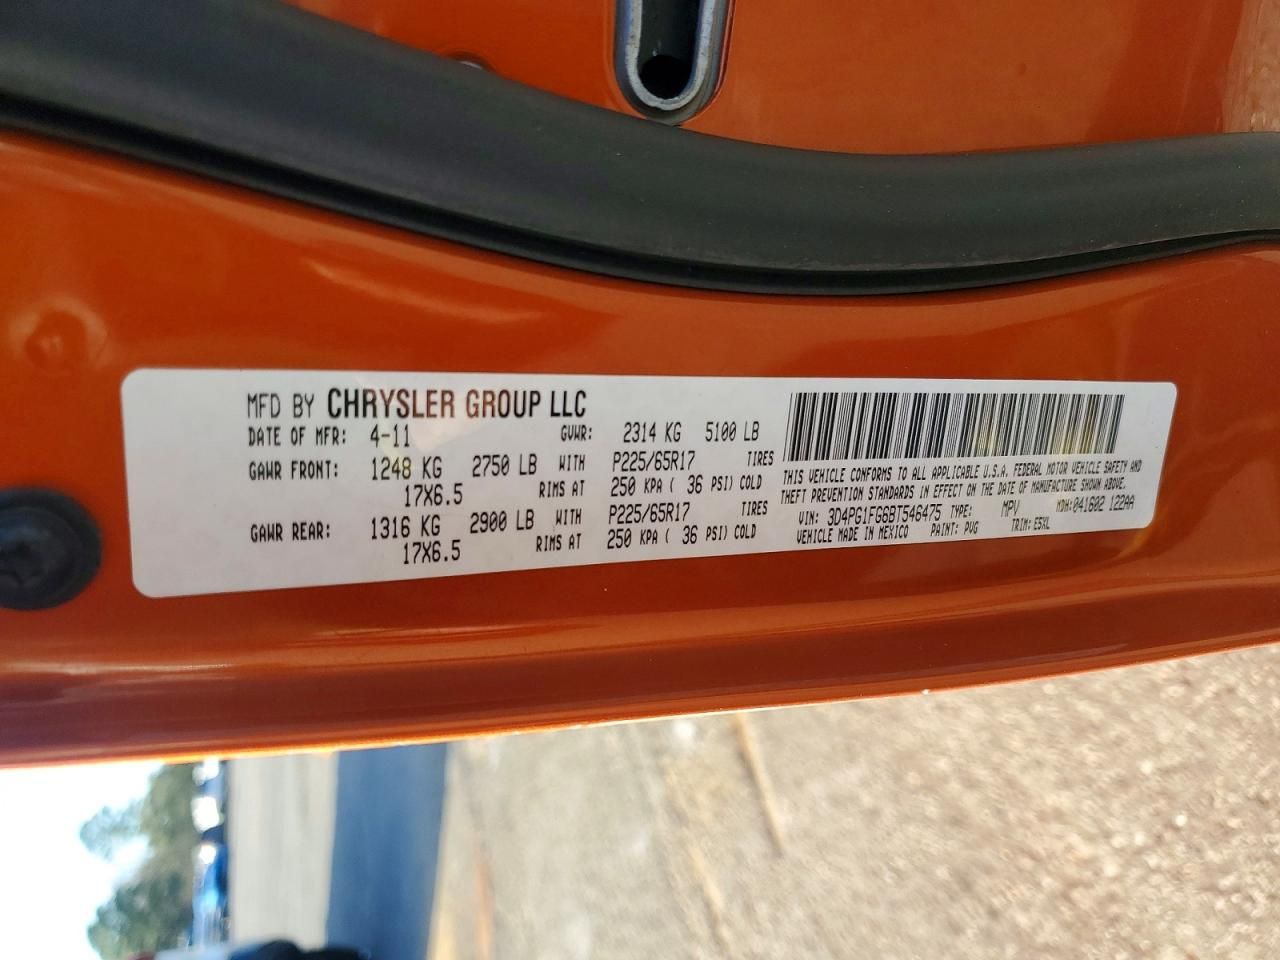 MFD BY CHRYSLER GROUP LLC
DATE OF MFR: 4-11 GVWR: 2314 KG 5100 LB
GAWR FRONT: 1248 KG 2750 LB WITH P225/65R17 TIRES
17X6.5 RIMS AT 250 KPA ( 36 PSI) COLD
GAWR REAR: 1316 KG 2900 LB WITH P225/65R17 TIRES
17X6.5 RIMS AT 250 KPA ( 36 PSI) COLD
THIS VEHICLE CONFORMS TO ALL APPLICABLE U.S.A. FEDERAL MOTOR VEHICLE SAFETY AND
THEFT PREVENTION STANDARDS IN EFFECT ON THE DATE OF MANUFACTURE SHOWN ABOVE.
VIN: 3D4PG1FG6BT546475 TYPE: MPV MDH:041602 122AA
VEHICLE MADE IN MEXICO PAINT: PVG TRIM: E5XL